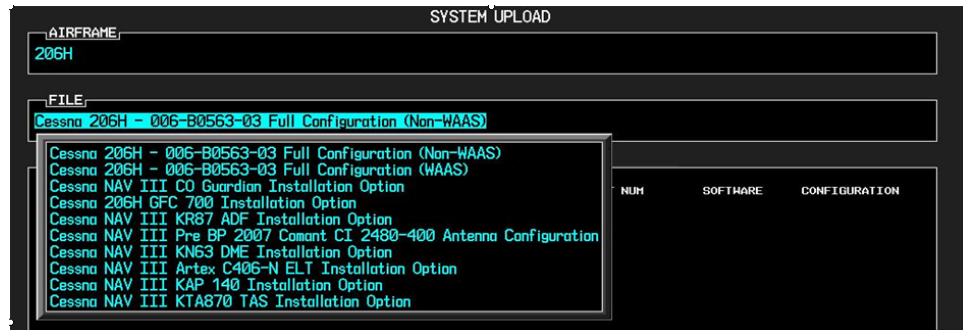 SYSTEM UPLOAD
AIRFRAME
206H
FILE
Cessna 206H - 006-B0563-03 Full Configuration (Non-WAAS)
Cessna 206H - 006-B0563-03 Full Configuration (Non-WAAS)
Cessna 206H - 006-B0563-03 Full Configuration (WAAS)
Cessna NAV III CO Guardian Installation Option
Cessna 206H GFC 700 Installation Option
Cessna NAV III KR87 ADF Installation Option
Cessna NAV III Pre BP 2007 Comant CI 2480-400 Antenna Configuration
Cessna NAV III KN63 DME Installation Option
Cessna NAV III Artex C406-N ELT Installation Option
Cessna NAV III KAP 140 Installation Option
Cessna NAV III KTA870 TAS Installation Option
NUM SOFTWARE CONFIGURATION